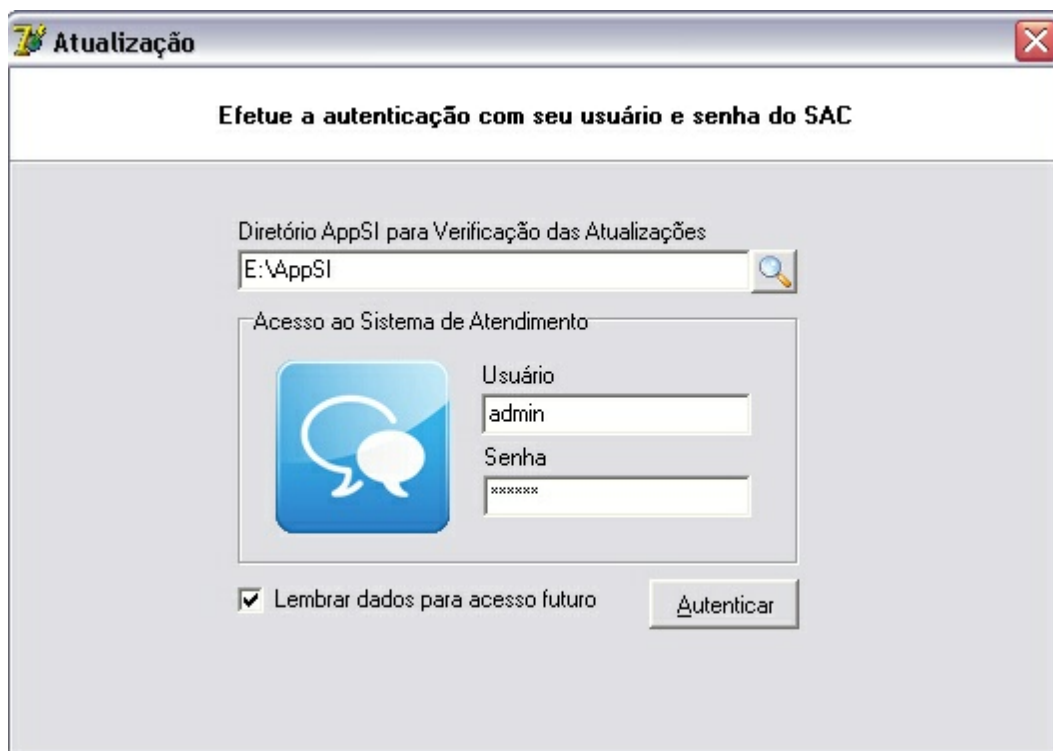 Atualização
Efetue a autenticação com seu usuário e senha do SAC
Diretório AppSI para Verificação das Atualizações
E:\AppSI
Acesso ao Sistema de Atendimento
Usuário
admin
Senha
××××××
Lembrar dados para acesso futuro
Autenticar